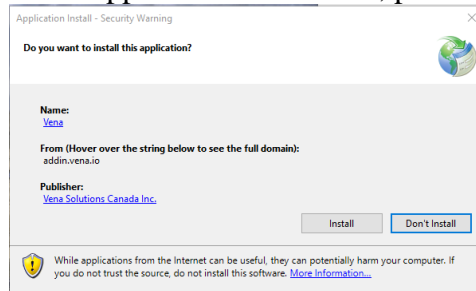 Application Install - Security Warning
Do you want to install this application?
Name:
Vena
From (Hover over the string below to see the full domain):
addin.vena.io
Publisher:
Vena Solutions Canada Inc.
Install
Don't Install
While applications from the Internet can be useful, they can potentially harm your computer. If
you do not trust the source, do not install this software. More Information...